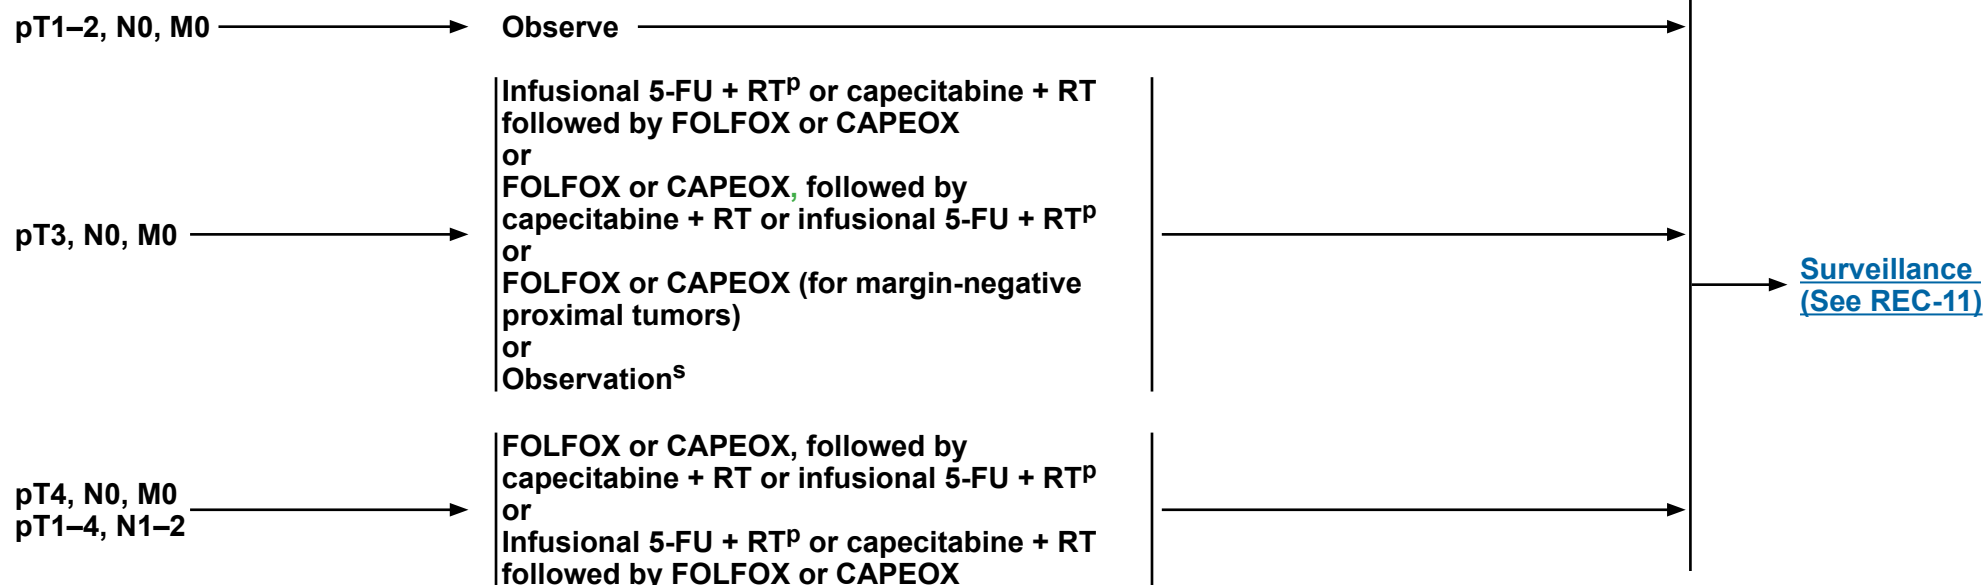 pT1–2, N0, M0
Observe
pT3, N0, M0
Infusional 5-FU + RTp or capecitabine + RT
followed by FOLFOX or CAPEOX
or
FOLFOX or CAPEOX, followed by
capecitabine + RT or infusional 5-FU + RTp
or
FOLFOX or CAPEOX (for margin-negative
proximal tumors)
or
Observations
pT4, N0, M0
pT1–4, N1–2
FOLFOX or CAPEOX, followed by
capecitabine + RT or infusional 5-FU + RTp
or
Infusional 5-FU + RTp or capecitabine + RT
followed by FOLFOX or CAPEOX
Surveillance
(See REC-11)